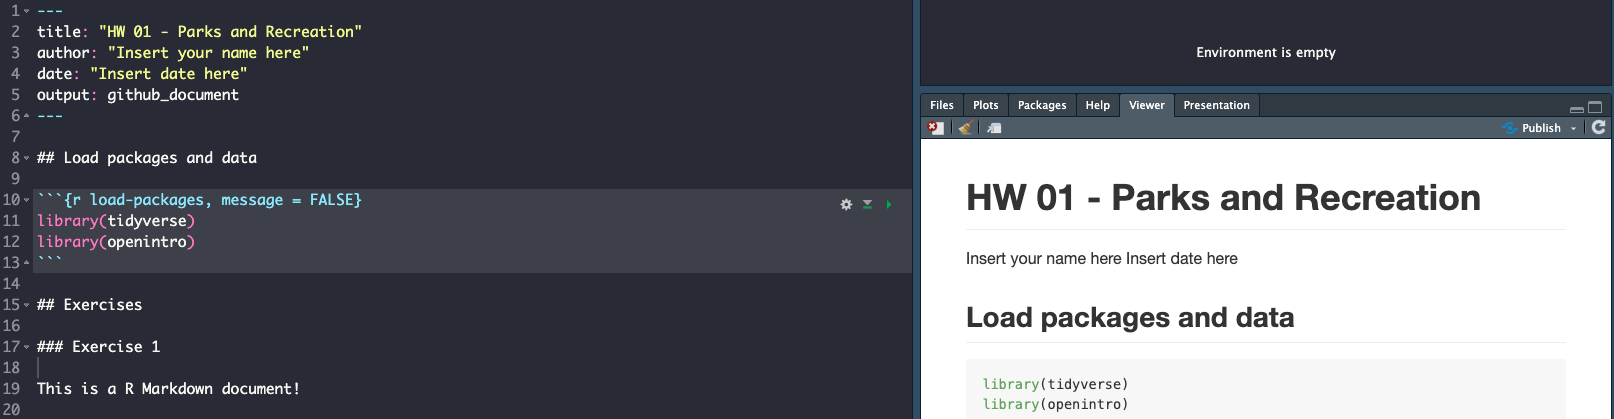 1 ---
2 title: "HW 01 - Parks and Recreation"
3 author: "Insert your name here"
4 date: "Insert date here"
5 output: github_document
6 ---
7
8 ## Load packages and data
9
10 ```{r load-packages, message = FALSE}
11 library(tidyverse)
12 library(openintro)
13 ```
14
15 ## Exercises
16
17 ### Exercise 1
18
19 This is a R Markdown document!
20
Environment is empty
Files Plots Packages Help Viewer Presentation
Publish
HW 01 - Parks and Recreation
Insert your name here Insert date here
Load packages and data
library(tidyverse)
library(openintro)